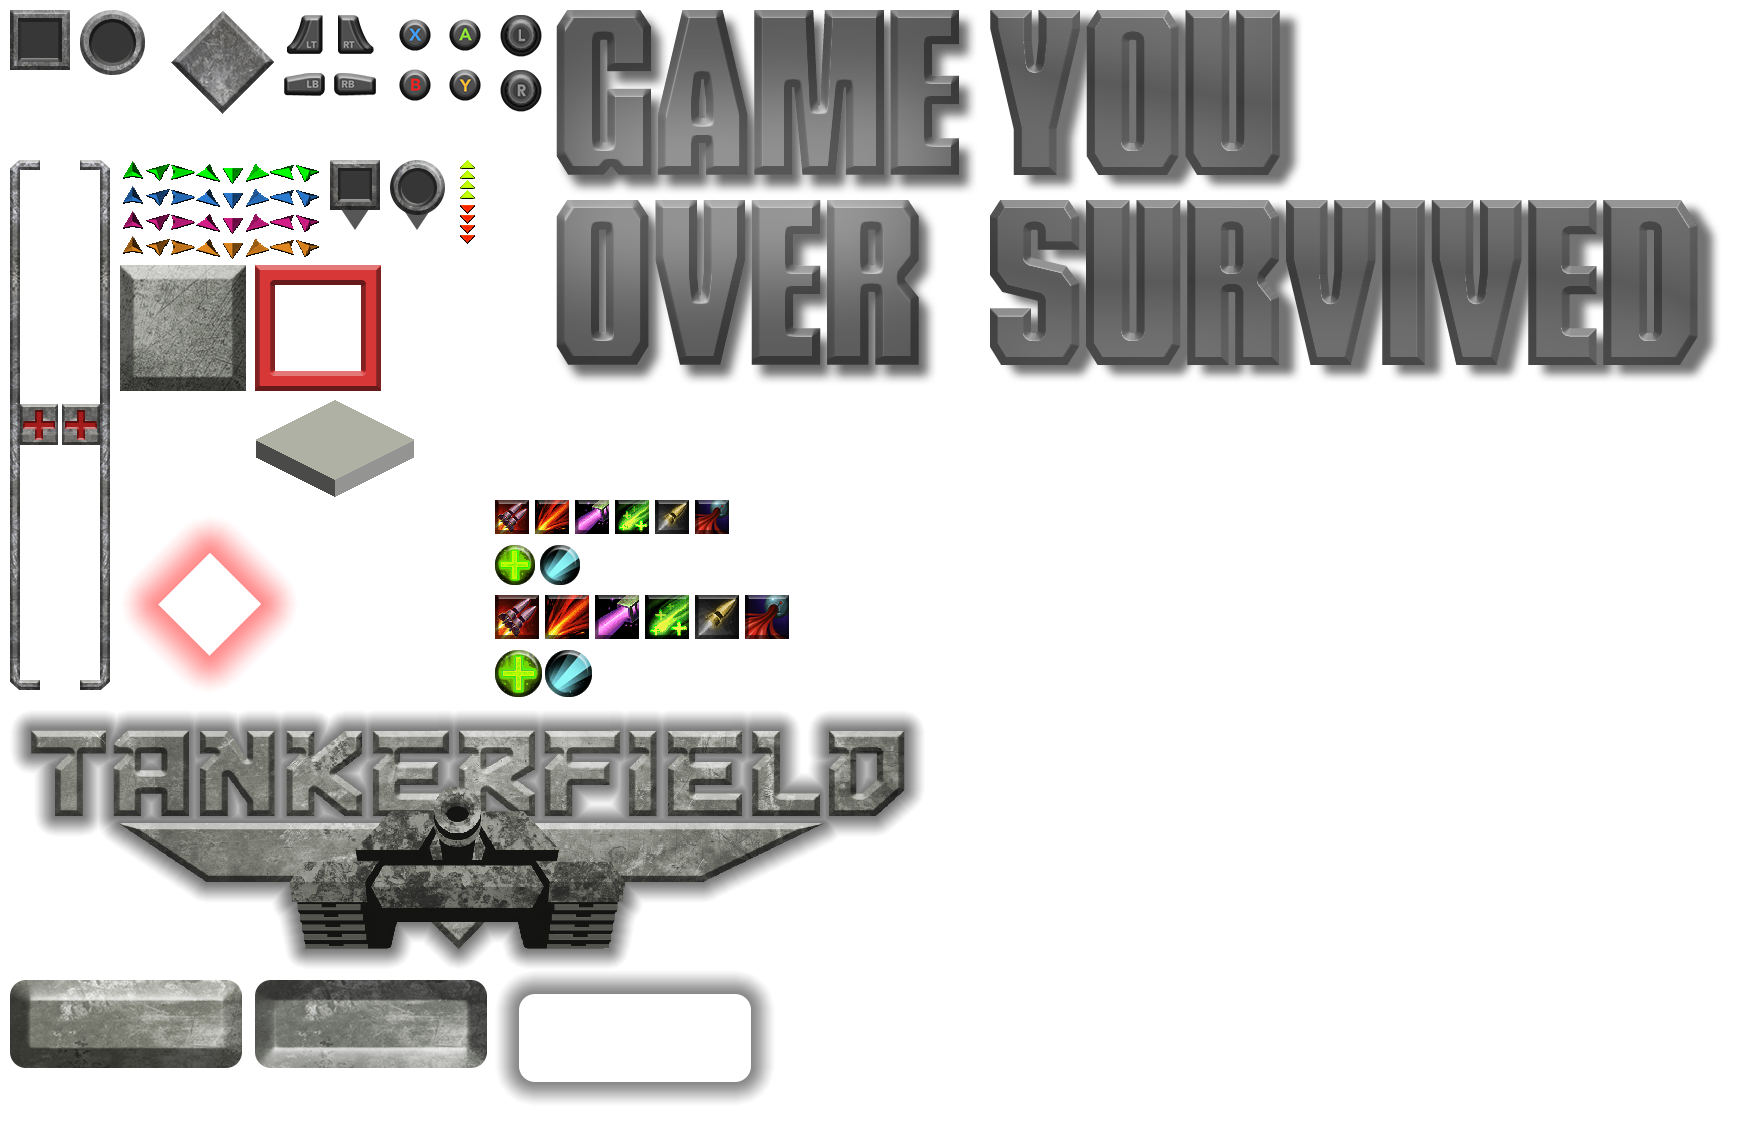 LT RT X A L
LB RB B Y R
GAME YOU
OVER SURVIVED
TANKERFIELD